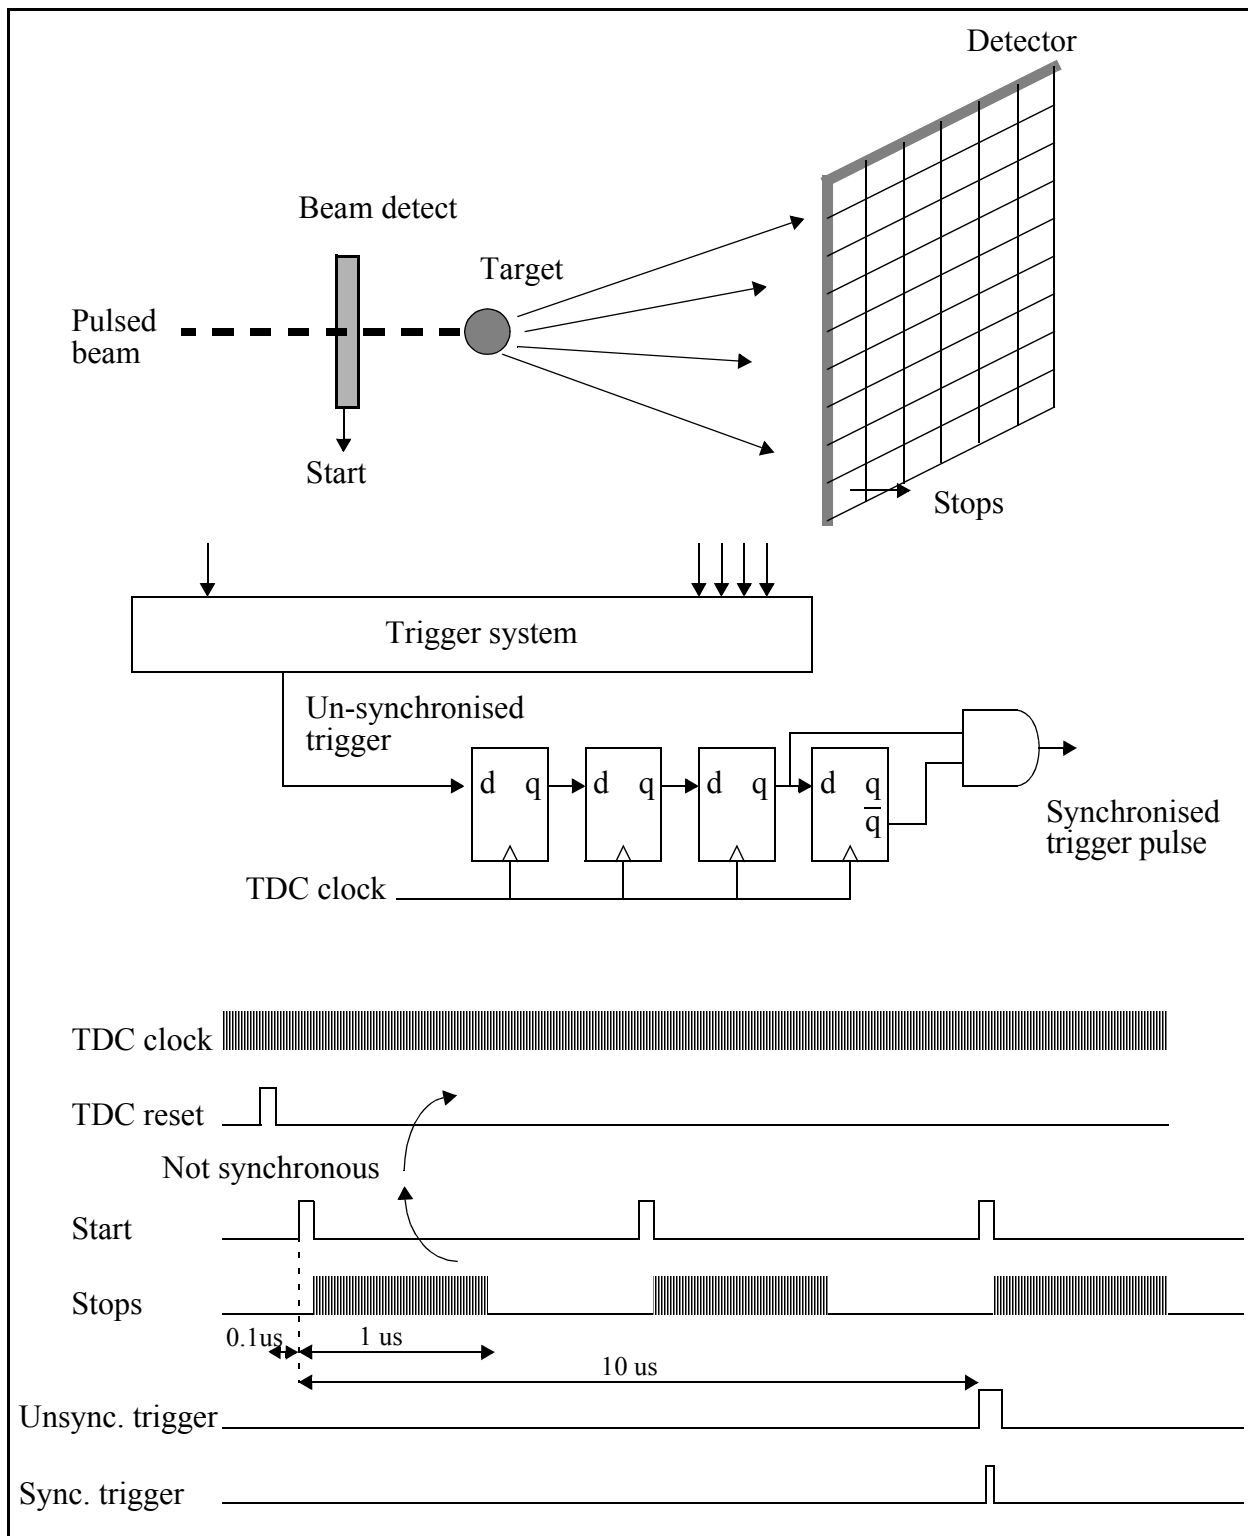 Detector
Beam detect
Target
Pulsed
beam
Start
Stops
Trigger system
Un-synchronised
trigger
d q d q d q d q
q
Synchronised
trigger pulse
TDC clock
TDC clock
TDC reset
Not synchronous
Start
Stops
0.1us
1 us
10 us
Unsync. trigger
Sync. trigger